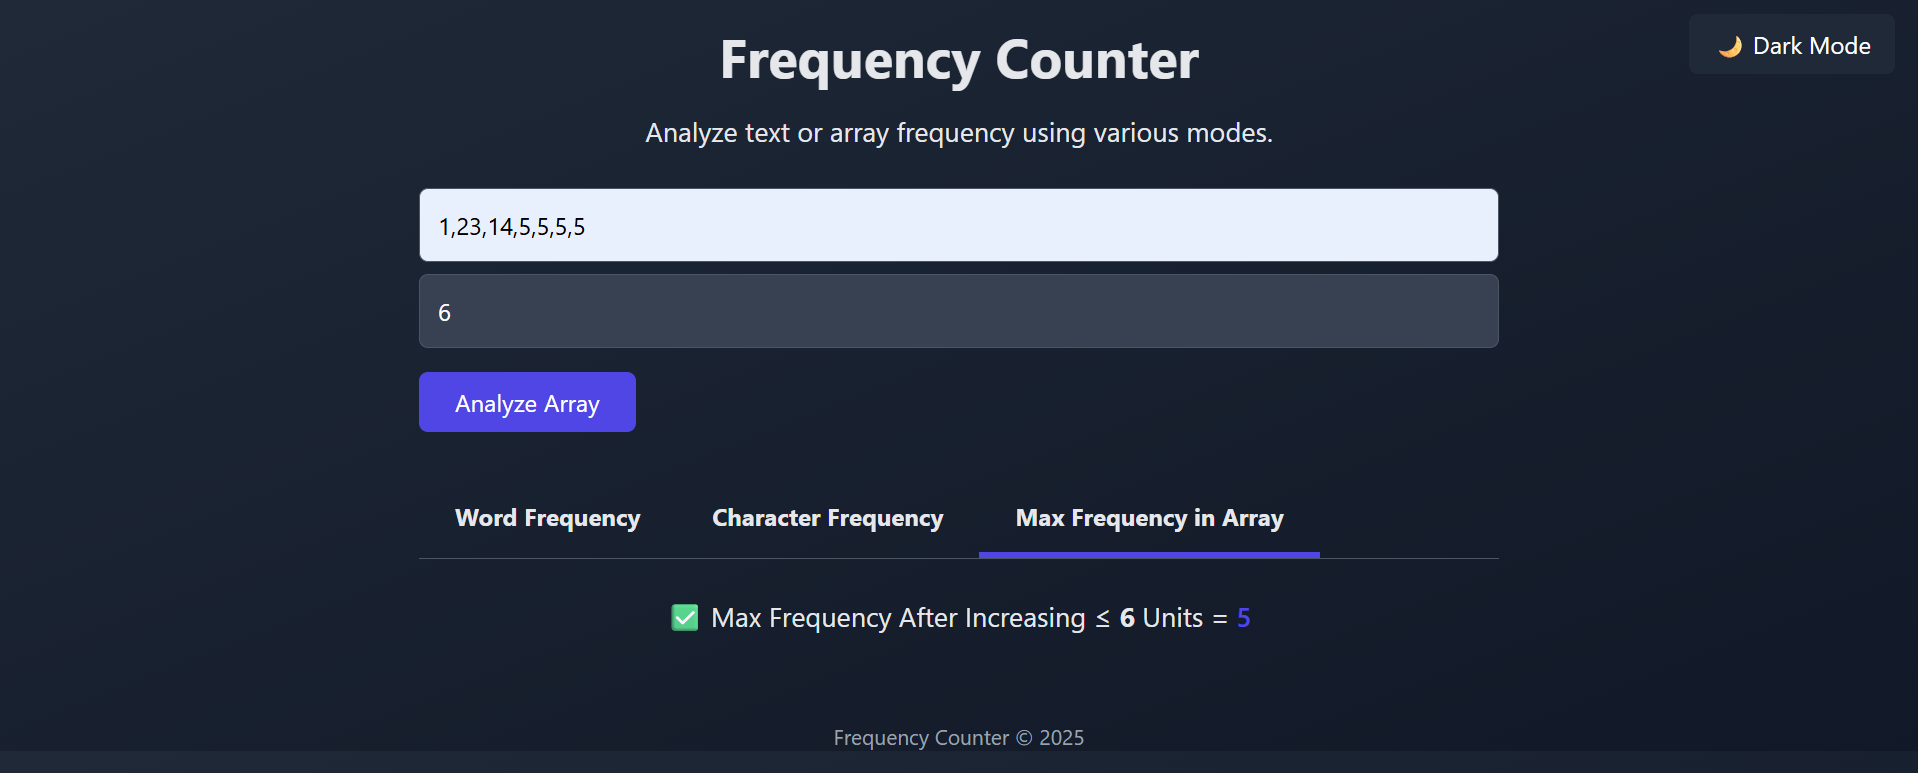 🌙 Dark Mode
Frequency Counter
Analyze text or array frequency using various modes.
1,23,14,5,5,5,5
6
Analyze Array
Word Frequency Character Frequency Max Frequency in Array
✅ Max Frequency After Increasing ≤ 6 Units = 5
Frequency Counter © 2025